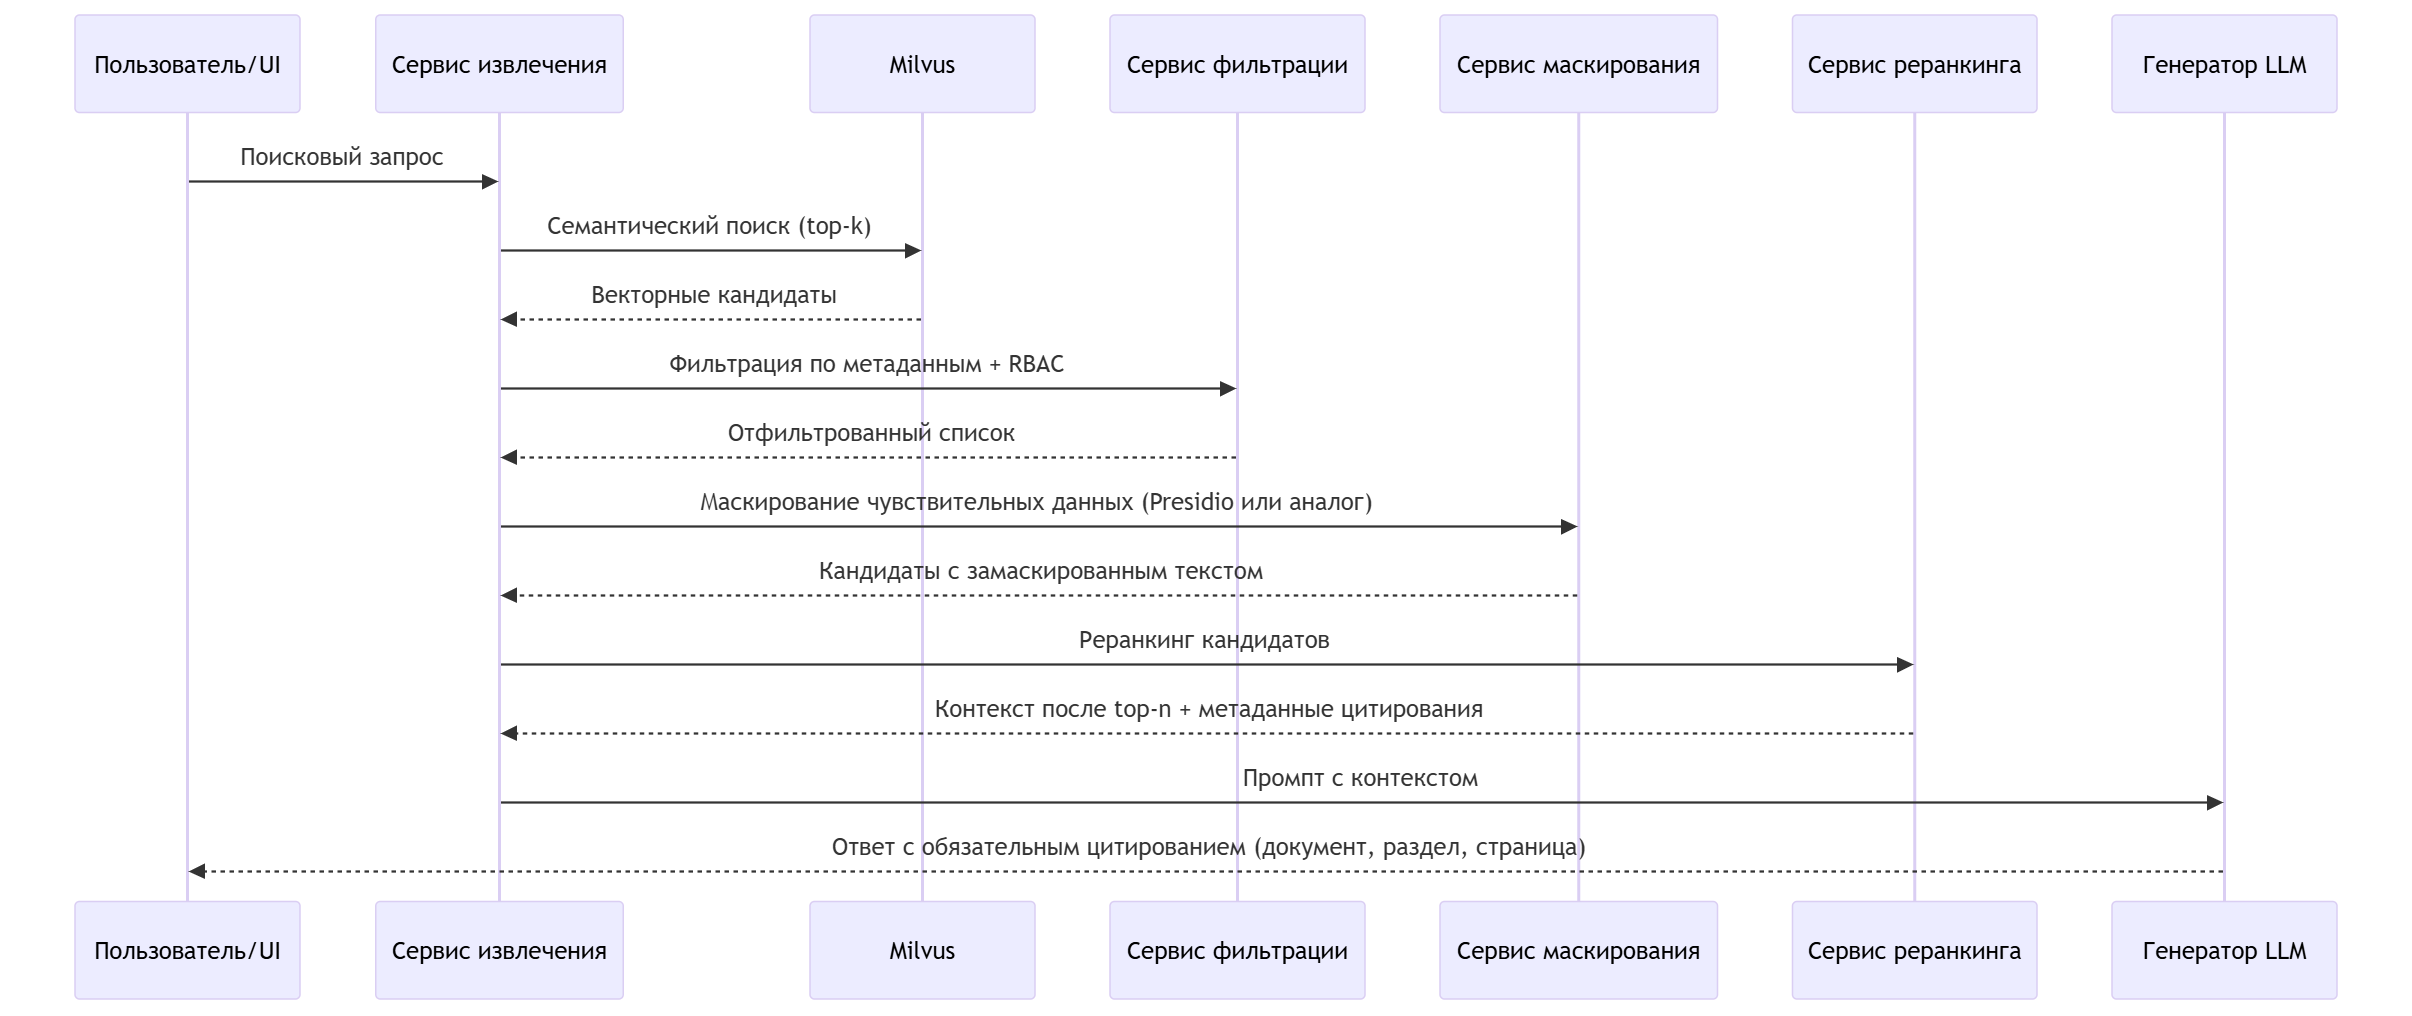 Пользователь/UI
Сервис извлечения
Milvus
Сервис фильтрации
Сервис маскирования
Сервис реранкинга
Генератор LLM
Поисковый запрос
Семантический поиск (top-k)
Векторные кандидаты
Фильтрация по метаданным + RBAC
Отфильтрованный список
Маскирование чувствительных данных (Presidio или аналог)
Кандидаты с замаскированным текстом
Реранкинг кандидатов
Контекст после top-n + метаданные цитирования
Промпт с контекстом
Ответ с обязательным цитированием (документ, раздел, страница)
Пользователь/UI
Сервис извлечения
Milvus
Сервис фильтрации
Сервис маскирования
Сервис реранкинга
Генератор LLM